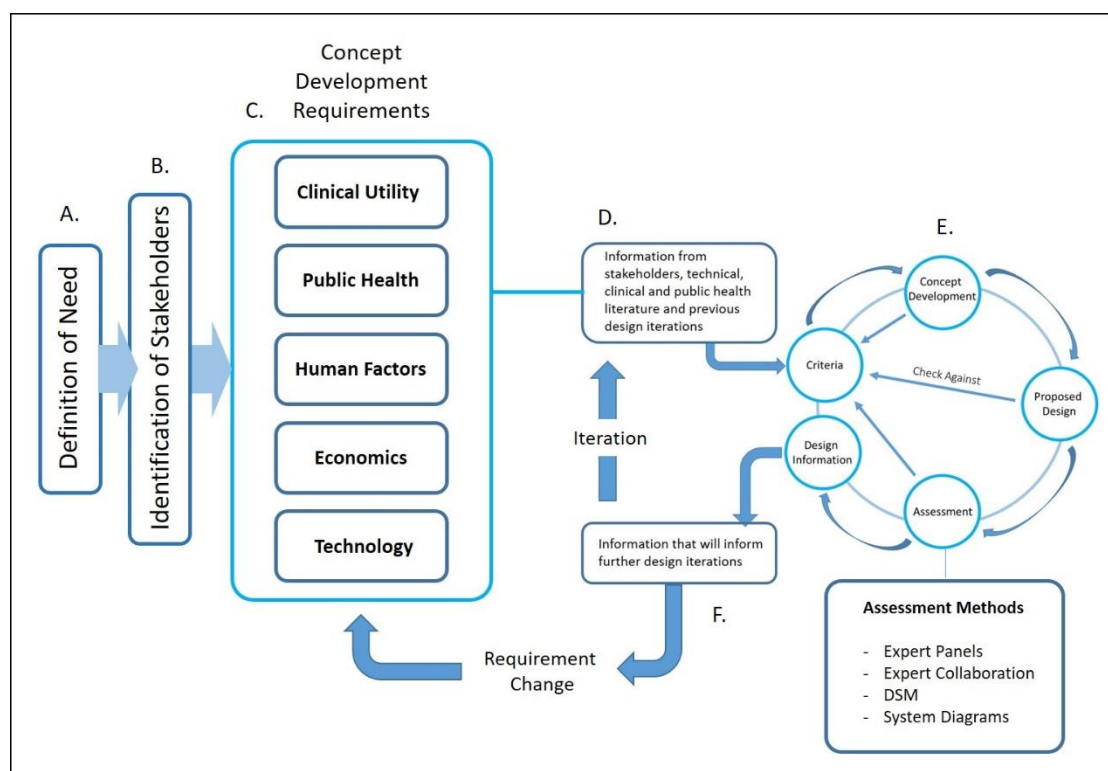 A.
Definition of Need
B.
Identification of Stakeholders
C.
Concept
Development
Requirements
Clinical Utility
Public Health
Human Factors
Economics
Technology
D.
Information from
stakeholders, technical,
clinical and public health
literature and previous
design iterations
Iteration
Information that will inform
further design iterations
F.
Requirement
Change
E.
Concept
Development
Criteria
Check Against
Proposed
Design
Design
Information
Assessment
Assessment Methods
- Expert Panels
- Expert Collaboration
- DSM
- System Diagrams